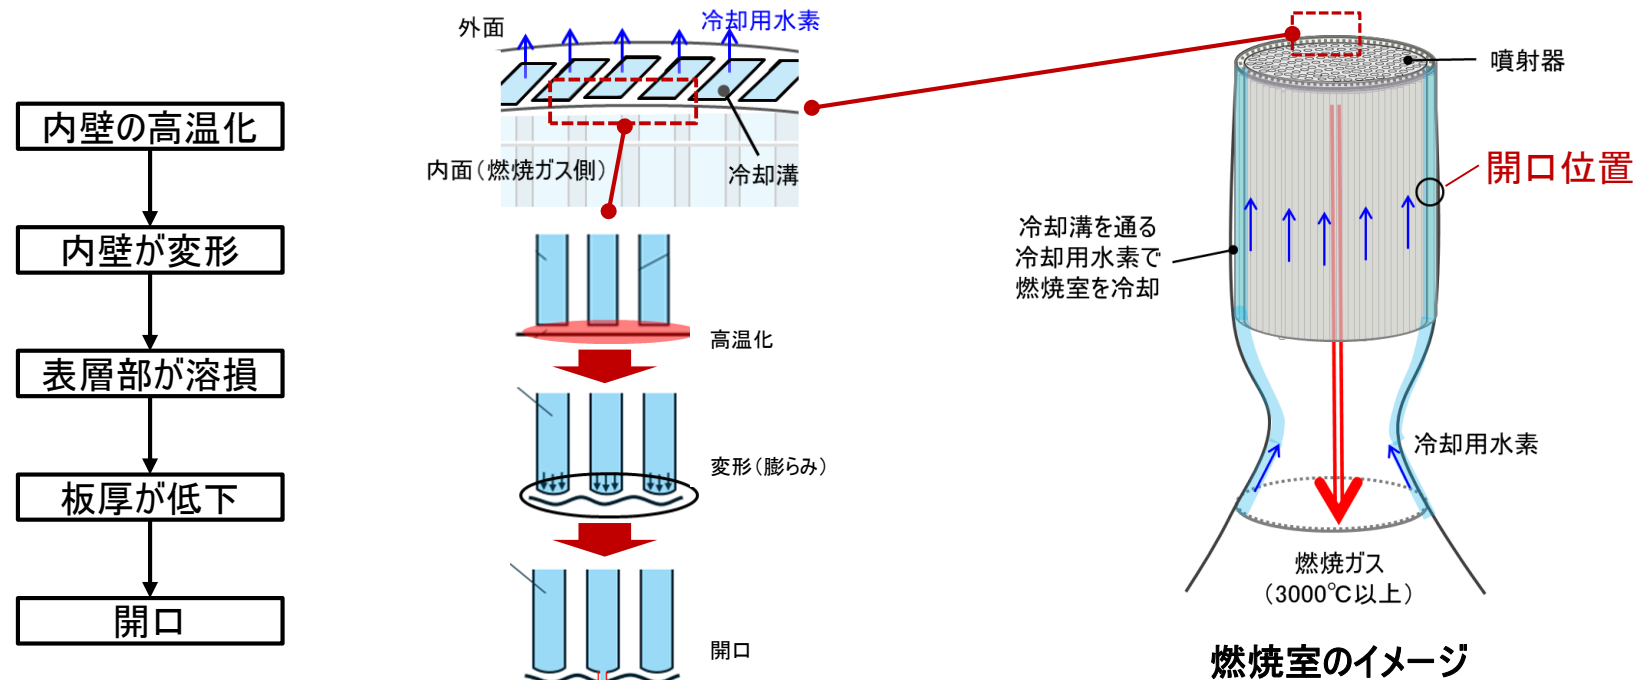 内壁の高温化
内壁が変形
表層部が溶損
板厚が低下
開口
外面
冷却用水素
内面(燃焼ガス側)
冷却溝
高温化
変形(膨らみ)
開口
噴射器
開口位置
冷却溝を通る
冷却用水素で
燃焼室を冷却
冷却用水素
燃焼ガス
(3000℃以上)
燃焼室のイメージ